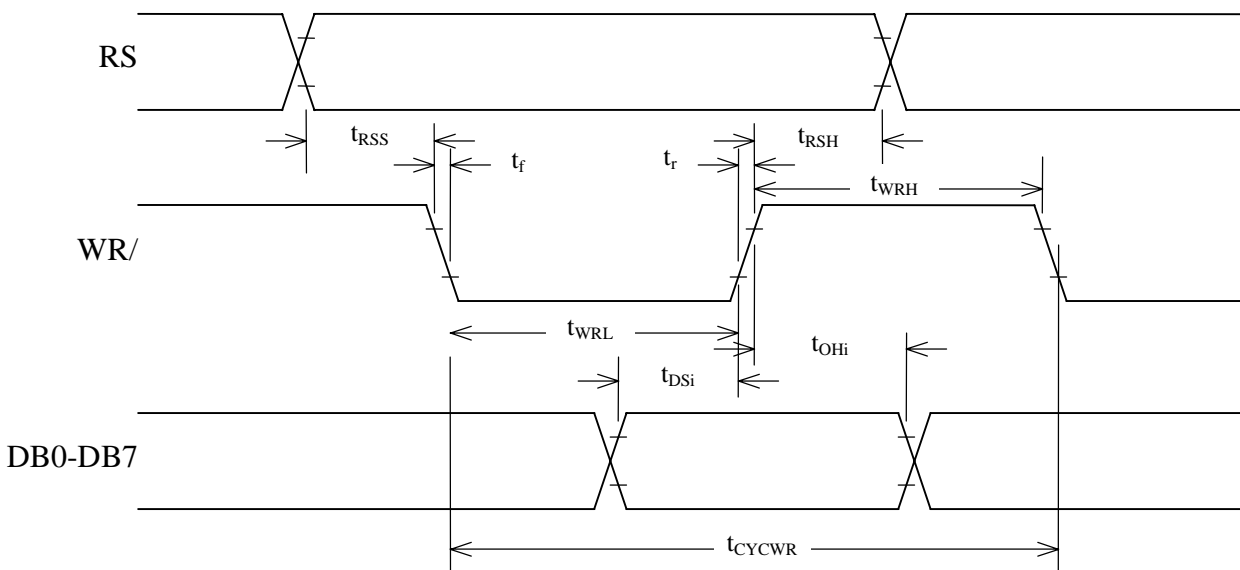 RS
tRSS
tRSH
tf
tr
tWRH
WR/
tWRL
tOHi
tDSi
DB0-DB7
tCYCWR